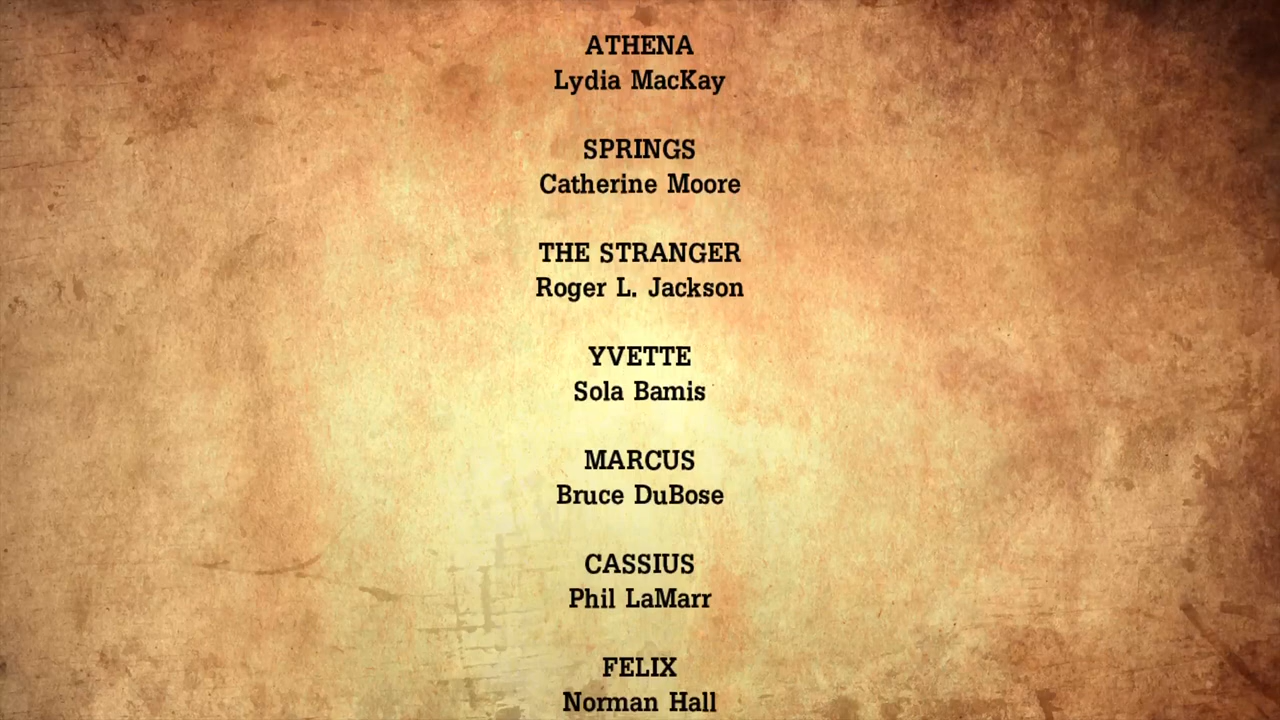 ATHENA
Lydia MacKay
SPRINGS
Catherine Moore
THE STRANGER
Roger L. Jackson
YVETTE
Sola Bamis
MARCUS
Bruce DuBose
CASSIUS
Phil LaMarr
FELIX
Norman Hall